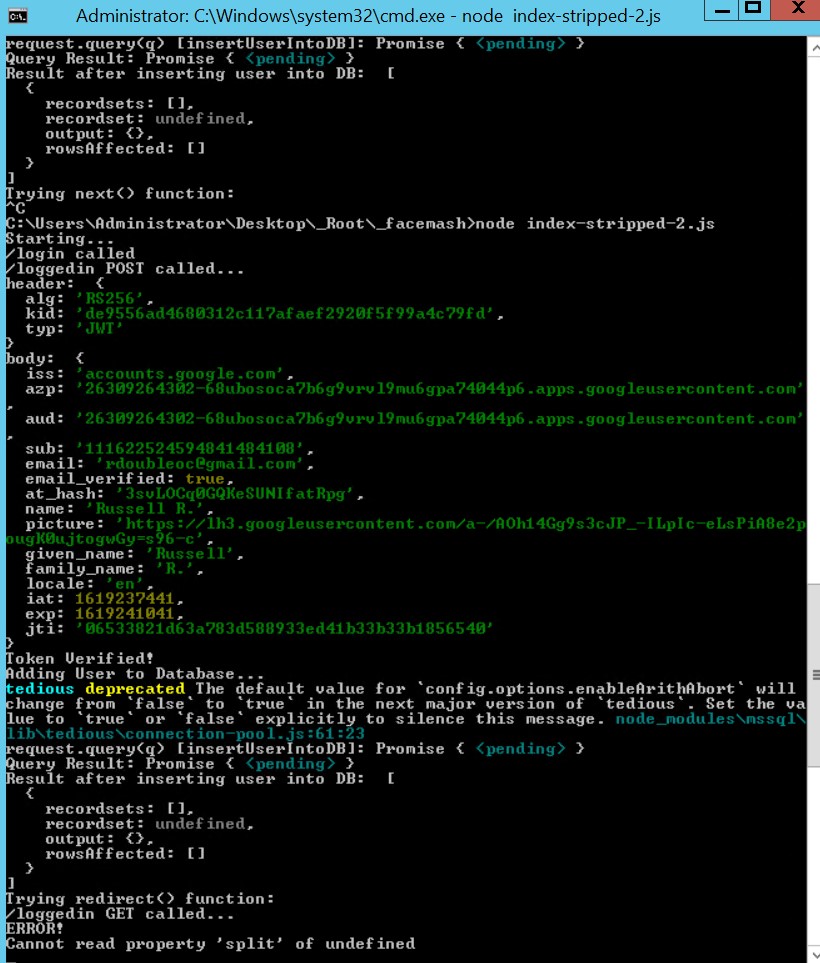 Administrator: C:\Windows\system32\cmd.exe - node  index-stripped-2.js
request.query(q) [insertUserIntoDB]: Promise { <pending> }
Query Result: Promise { <pending> }
Result after inserting user into DB:  [
  {
    recordsets: [],
    recordset: undefined,
    output: {},
    rowsAffected: []
  }
]
Trying next() function:
^C
C:\Users\Administrator\Desktop\_Root\_facemash>node index-stripped-2.js
Starting...
/login called
/loggedin POST called...
header:  {
  alg: 'RS256',
  kid: 'de9556ad4680312c117afaef2920f5f99a4c79fd',
  typ: 'JWT'
}
body:  {
  iss: 'accounts.google.com',
  azp: '26309264302-68ubosoca7b6g9vrvl9mu6gpa74044p6.apps.googleusercontent.com'
,
  aud: '26309264302-68ubosoca7b6g9vrvl9mu6gpa74044p6.apps.googleusercontent.com'
,
  sub: '111622524594841484108',
  email: 'rdoubleoc@gmail.com',
  email_verified: true,
  at_hash: '3svLOCq0GQKeSUNIfatRpg',
  name: 'Russell R.',
  picture: 'https://lh3.googleusercontent.com/a-/AOh14Gg9s3cJP_-ILpIc-eLsPiA8e2p
ougK0ujtogwGy=s96-c',
  given_name: 'Russell',
  family_name: 'R.',
  locale: 'en',
  iat: 1619237441,
  exp: 1619241041,
  jti: '06533821d63a783d588933ed41b33b33b1856540'
}
Token Verified!
Adding User to Database...
tedious deprecated The default value for `config.options.enableArithAbort` will
change from `false` to `true` in the next major version of `tedious`. Set the va
lue to `true` or `false` explicitly to silence this message. node_modules\mssql\
lib\tedious\connection-pool.js:61:23
request.query(q) [insertUserIntoDB]: Promise { <pending> }
Query Result: Promise { <pending> }
Result after inserting user into DB:  [
  {
    recordsets: [],
    recordset: undefined,
    output: {},
    rowsAffected: []
  }
]
Trying redirect() function:
/loggedin GET called...
ERROR!
Cannot read property 'split' of undefined